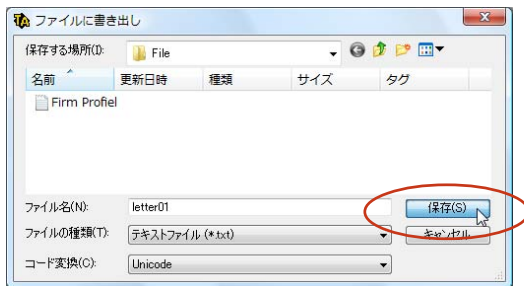 ファイルに書き出し
保存する場所(I):
File
名前 更新日時 種類 サイズ タグ
Firm Profiel
ファイル名(N): letter01 保存(S)
ファイルの種類(T): テキストファイル (*.txt) キャンセル
コード変換(C): Unicode